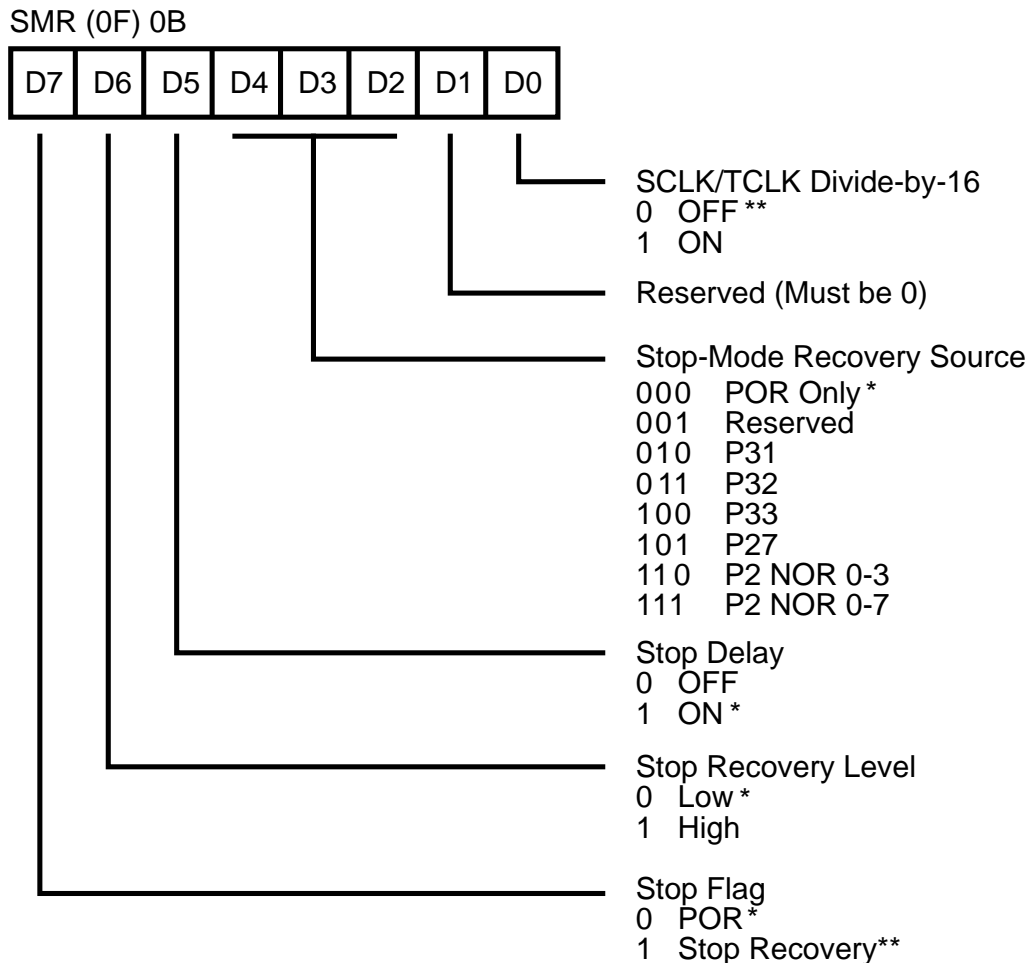 SMR (0F) 0B
D7 D6 D5 D4 D3 D2 D1 D0
SCLK/TCLK Divide-by-16
0 OFF **
1 ON
Reserved (Must be 0)
Stop-Mode Recovery Source
000 POR Only *
001 Reserved
010 P31
011 P32
100 P33
101 P27
110 P2 NOR 0-3
111 P2 NOR 0-7
Stop Delay
0 OFF
1 ON *
Stop Recovery Level
0 Low *
1 High
Stop Flag
0 POR *
1 Stop Recovery**